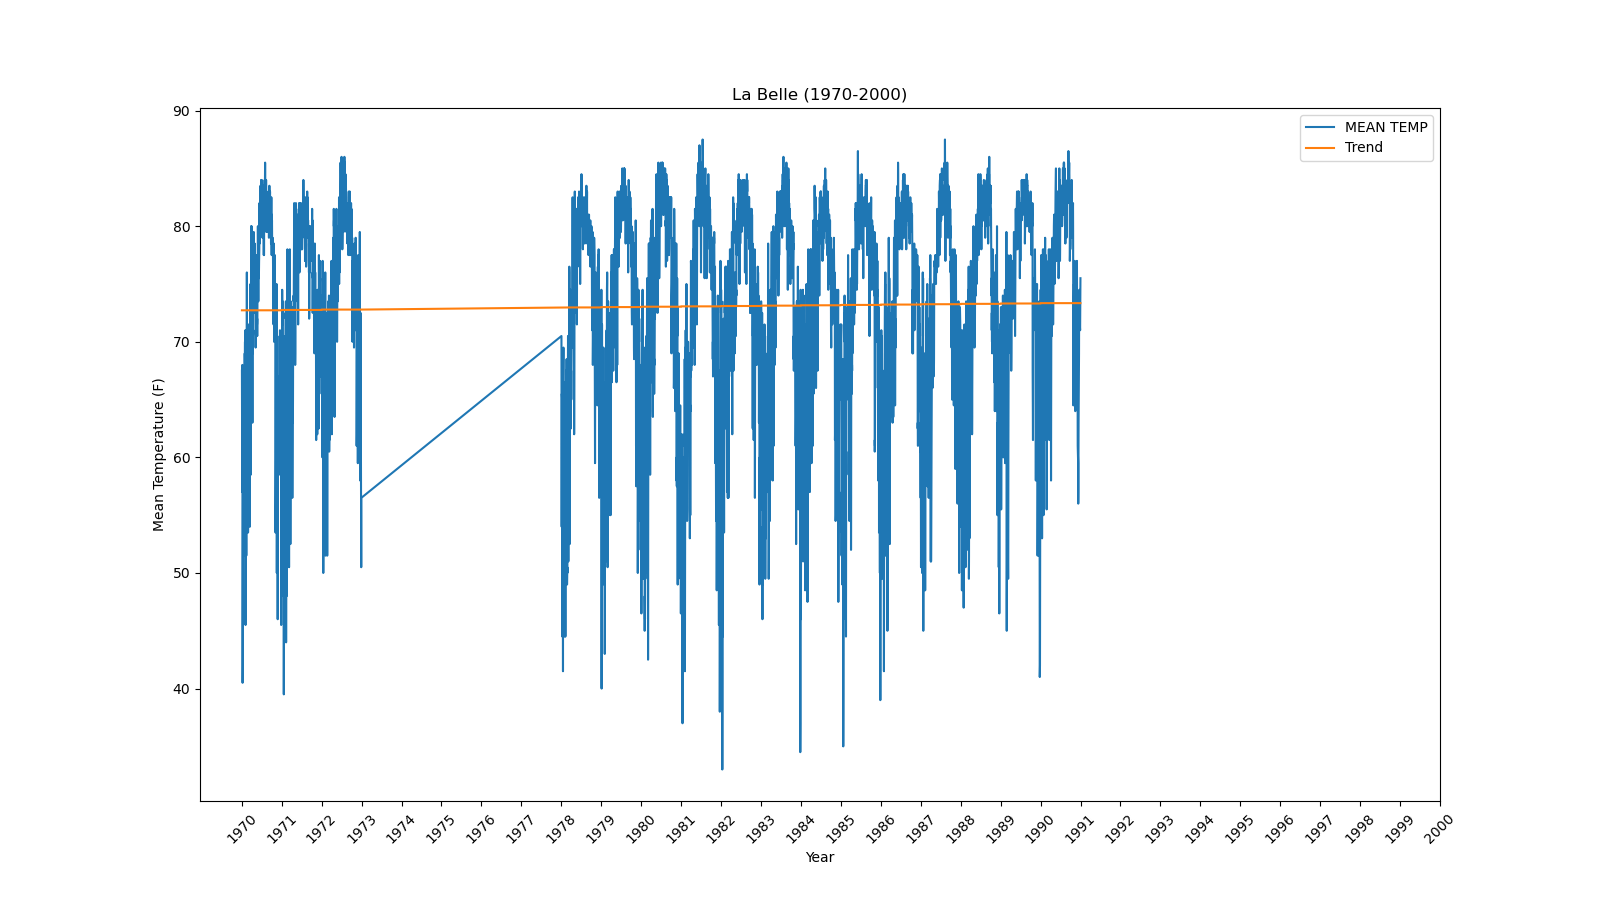 La Belle (1970-2000)
MEAN TEMP
Trend
90
80
70
60
50
40
Mean Temperature (F)
1970 1971 1972 1973 1974 1975 1976 1977 1978 1979 1980 1981 1982 1983 1984 1985 1986 1987 1988 1989 1990 1991 1992 1993 1994 1995 1996 1997 1998 1999 2000
Year